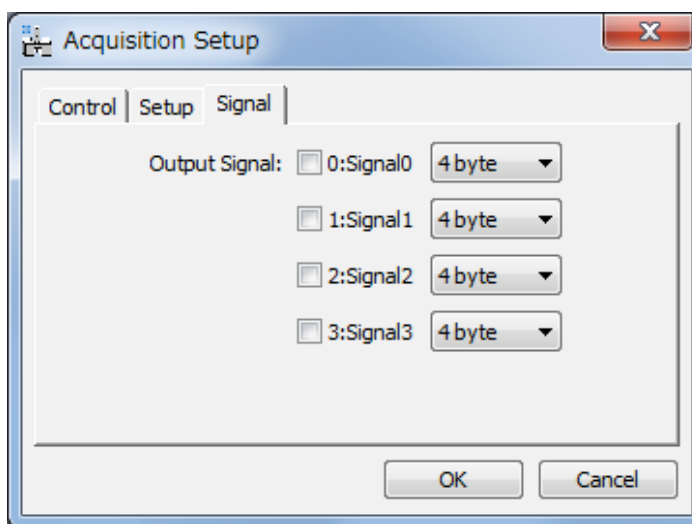 Acquisition Setup
Control Setup Signal
Output Signal: 0:Signal0 4 byte
1:Signal1 4 byte
2:Signal2 4 byte
3:Signal3 4 byte
OK Cancel